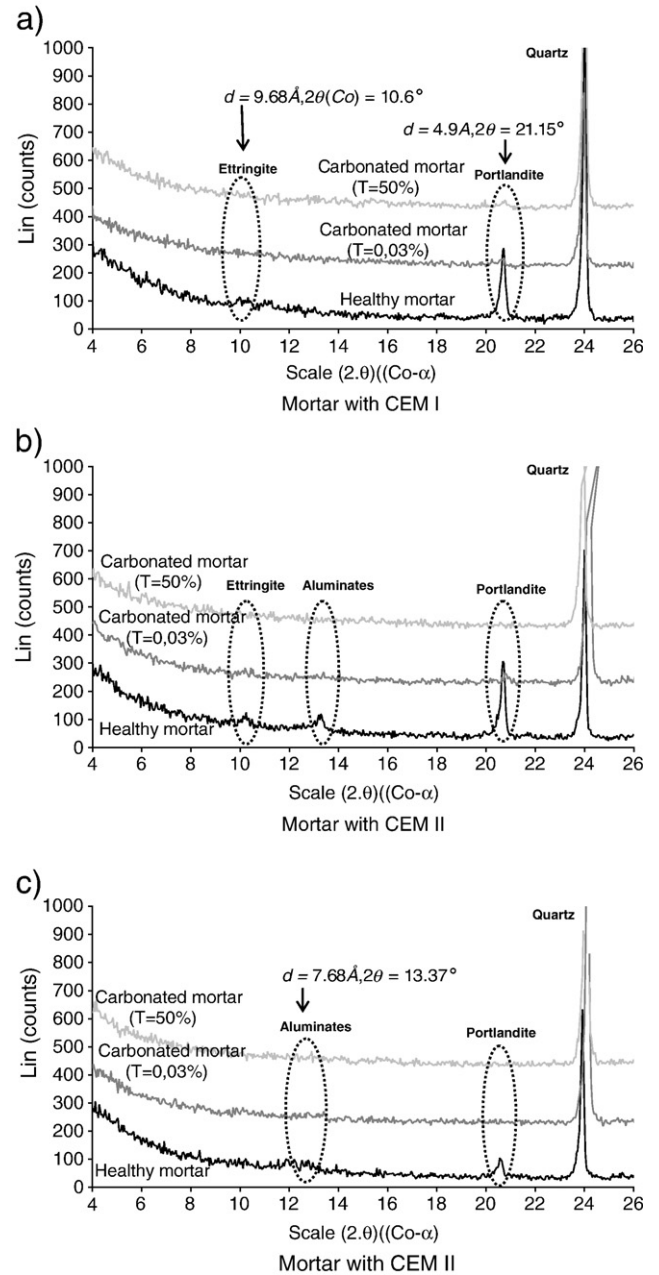 a)
Quartz
1000
900
800
700
600
500
400
300
200
100
0
Lin (counts)
d = 9.68Å,2θ(Co) = 10.6°
d = 4.9A,2θ = 21.15°
Ettringite
Carbonated mortar
(T=50%)
Portlandite
Carbonated mortar
(T=0,03%)
Healthy mortar
4 6 8 10 12 14 16 18 20 22 24 26
Scale (2.θ)((Co-α)
Mortar with CEM I
b)
Quartz
1000
900
800
700
600
500
400
300
200
100
0
Lin (counts)
Carbonated mortar
(T=50%)
Ettringite Aluminates Portlandite
Carbonated mortar
(T=0,03%)
Healthy mortar
4 6 8 10 12 14 16 18 20 22 24 26
Scale (2.θ)((Co-α)
Mortar with CEM II
c)
Quartz
1000
900
800
700
600
500
400
300
200
100
0
Lin (counts)
d = 7.68Å,2θ = 13.37°
Carbonated mortar
(T=50%)
Aluminates Portlandite
Carbonated mortar
(T=0,03%)
Healthy mortar
4 6 8 10 12 14 16 18 20 22 24 26
Scale (2.θ)((Co-α)
Mortar with CEM II